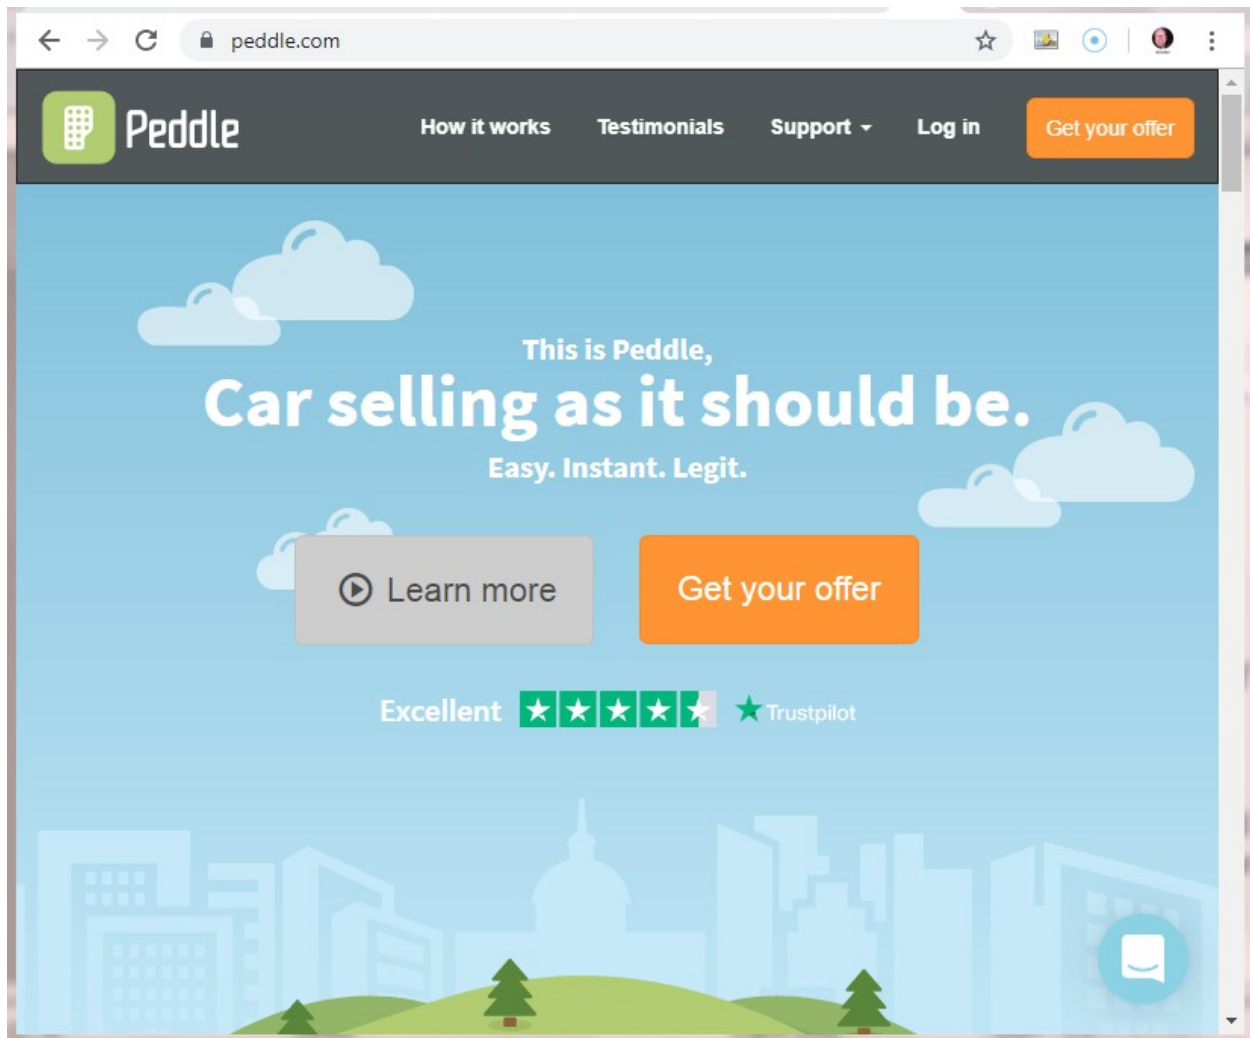 peddle.com
Peddle How it works Testimonials Support Log in Get your offer
This is Peddle,
Car selling as it should be.
Easy. Instant. Legit.
Learn more Get your offer
Excellent Trustpilot